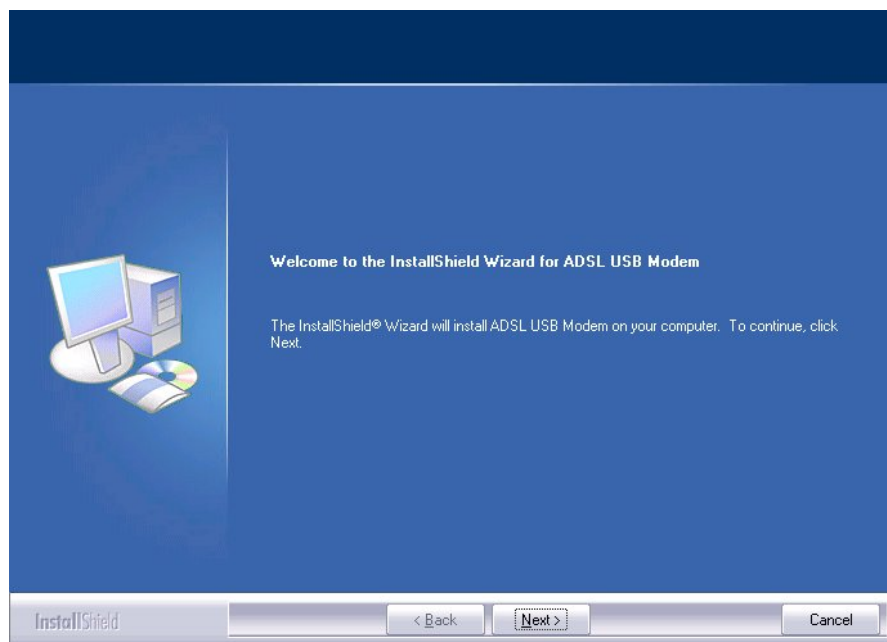 Welcome to the InstallShield Wizard for ADSL USB Modem
The InstallShield® Wizard will install ADSL USB Modem on your computer. To continue, click
Next.
InstallShield
< Back
Next >
Cancel